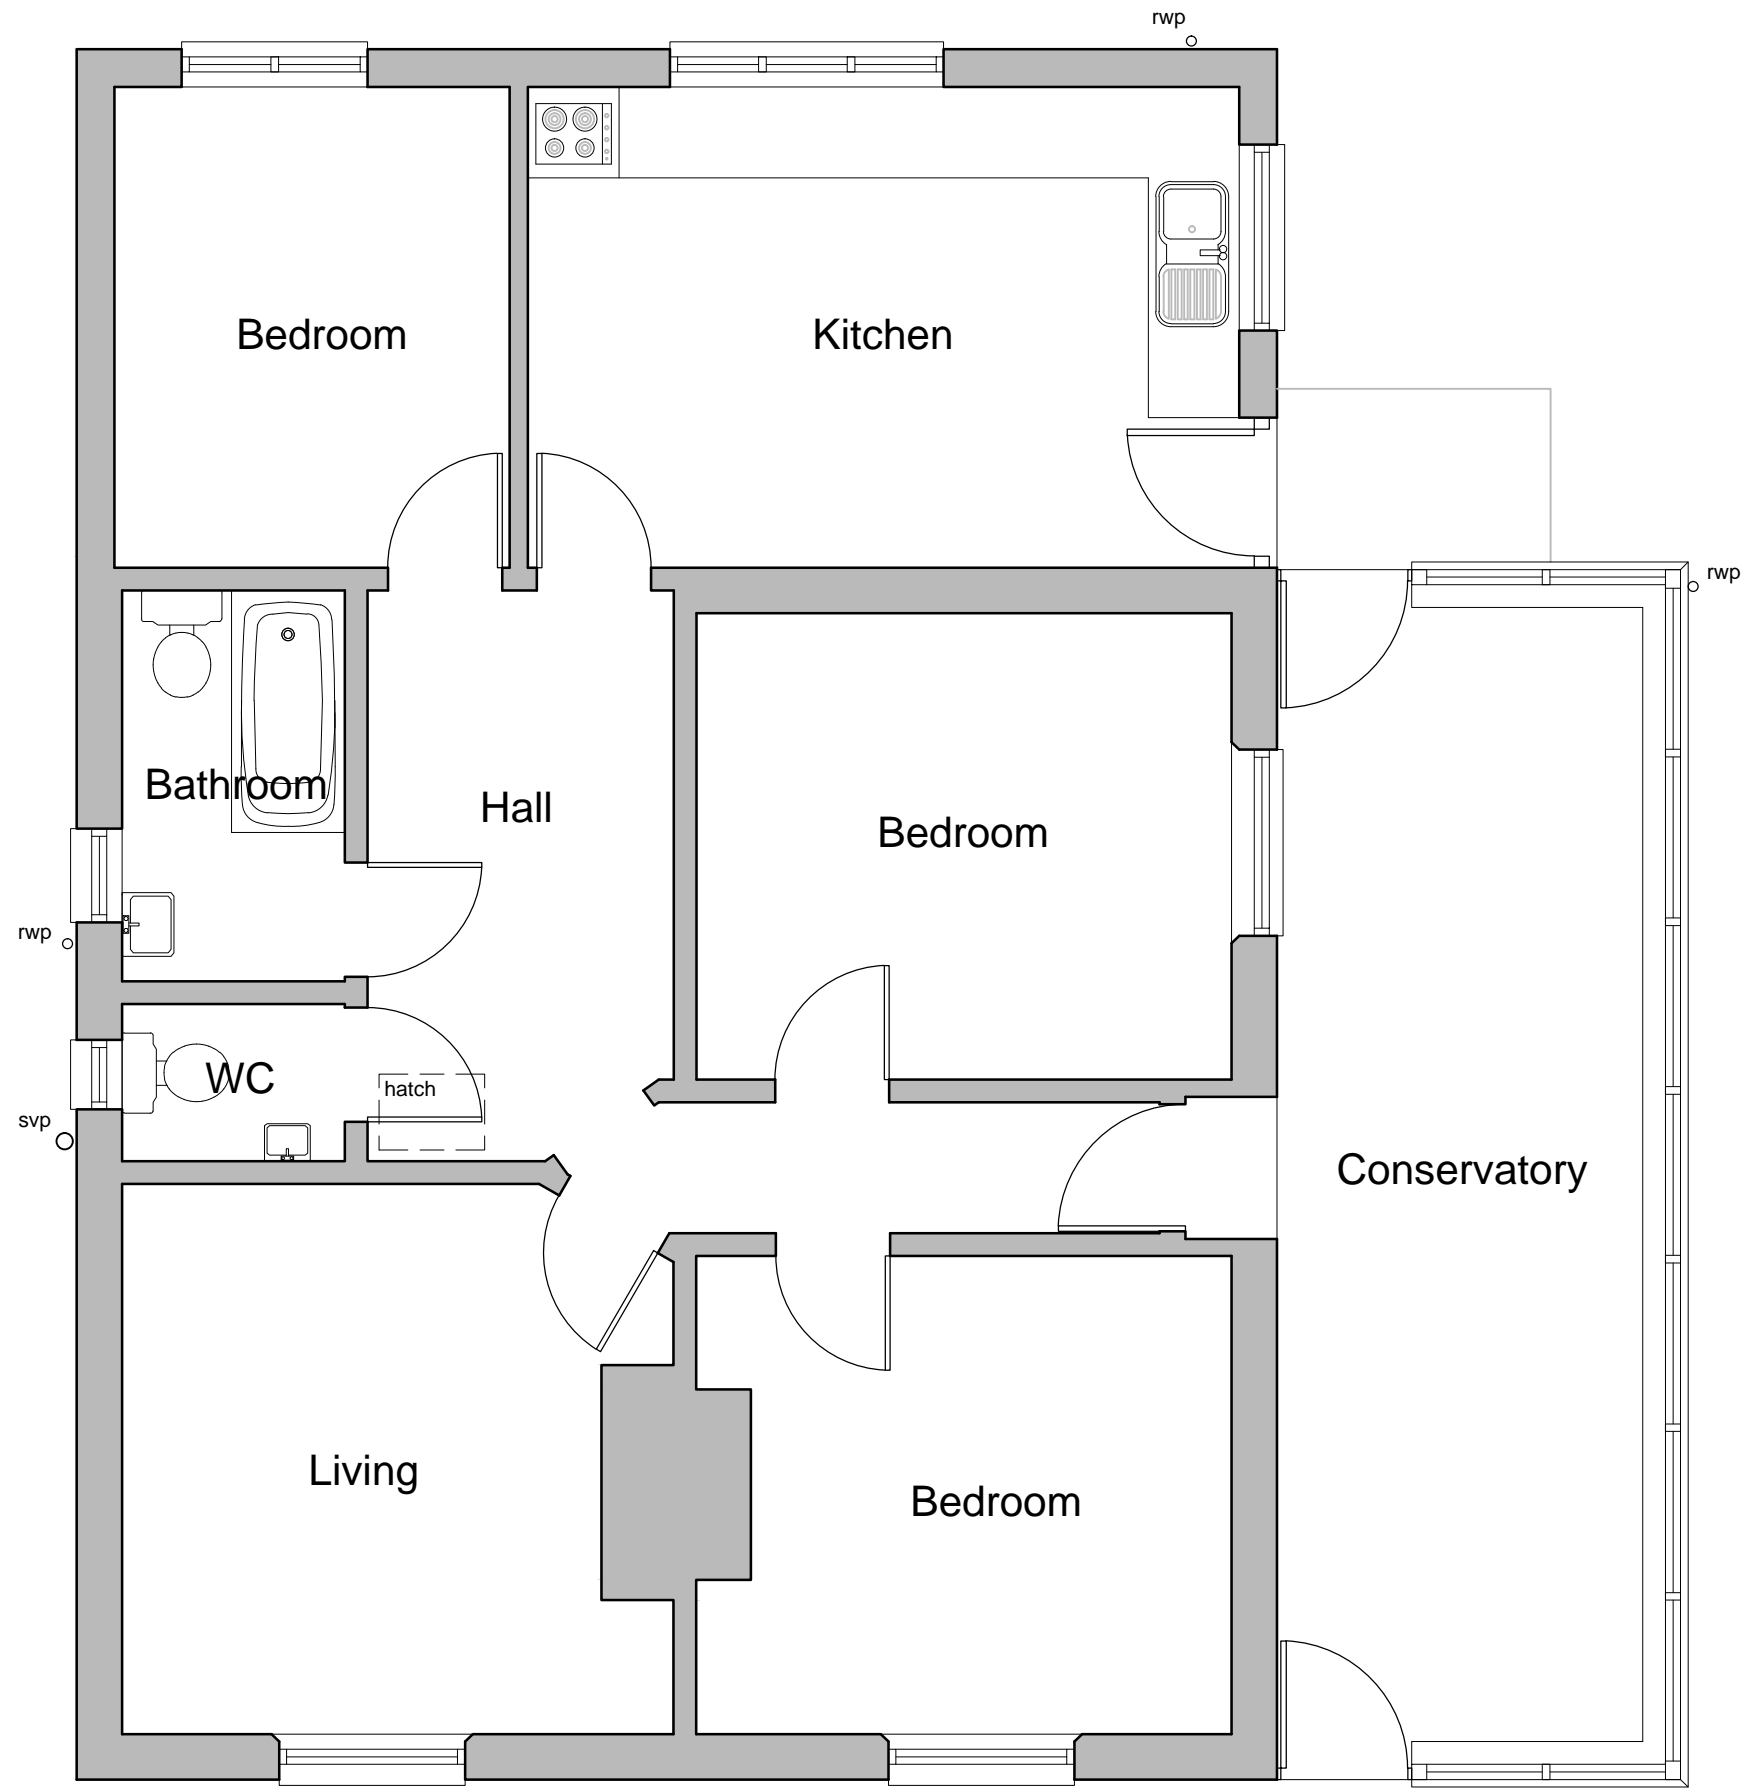 rwp
Bedroom
Kitchen
rwp
Bathroom
Hall
Bedroom
rwp
WC
hatch
svp
Conservatory
Living
Bedroom